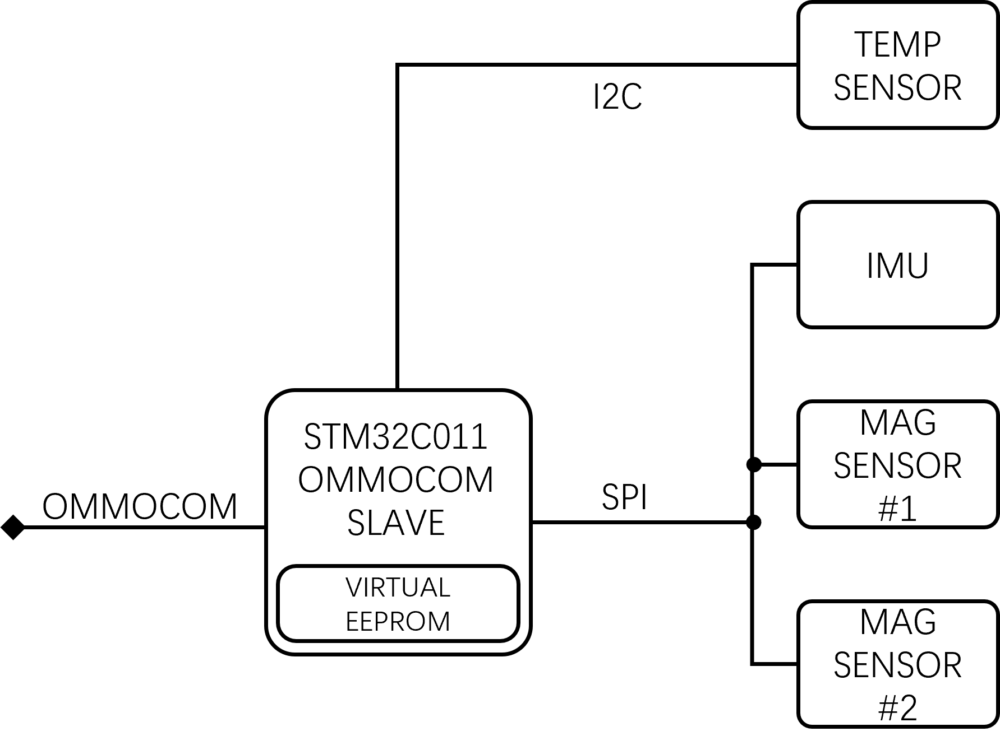 TEMP
SENSOR
I2C
IMU
MAG
SENSOR
#1
STM32C011
OMMOCOM
SLAVE
SPI
OMMOCOM
VIRTUAL
EEPROM
MAG
SENSOR
#2